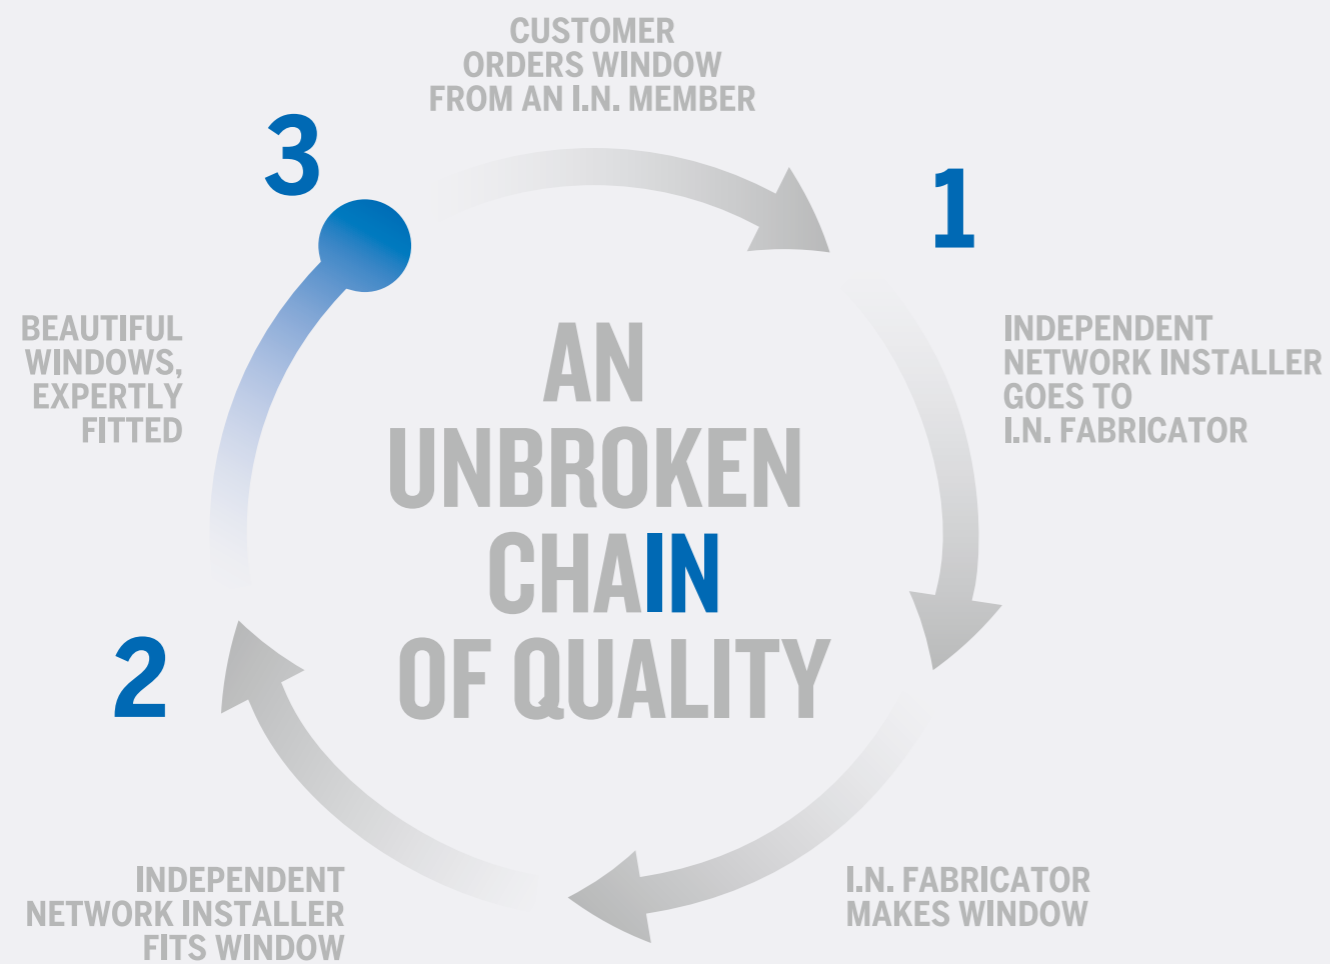 CUSTOMER
ORDERS WINDOW
FROM AN I.N. MEMBER
1
INDEPENDENT
NETWORK INSTALLER
GOES TO
I.N. FABRICATOR
I.N. FABRICATOR
MAKES WINDOW
2
INDEPENDENT
NETWORK INSTALLER
FITS WINDOW
3
BEAUTIFUL
WINDOWS,
EXPERTLY
FITTED
AN
UNBROKEN
CHAIN
OF QUALITY